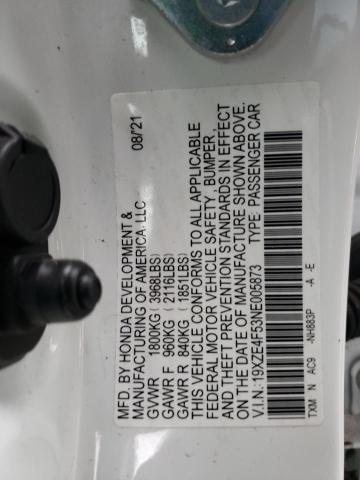 MFD. BY HONDA DEVELOPMENT &
MANUFACTURING OF AMERICA, LLC 08/21
GVWR 1800KG ( 3968LBS)
GAWR F 960KG ( 2116LBS)
GAWR R 840KG ( 1851LBS)
THIS VEHICLE CONFORMS TO ALL APPLICABLE
FEDERAL MOTOR VEHICLE SAFETY, BUMPER,
AND THEFT PREVENTION STANDARDS IN EFFECT
ON THE DATE OF MANUFACTURE SHOWN ABOVE.
V.I.N.:19XZE4F53NE005873 TYPE: PASSENGER CAR
TXM N AC9 -NH883P -A -E